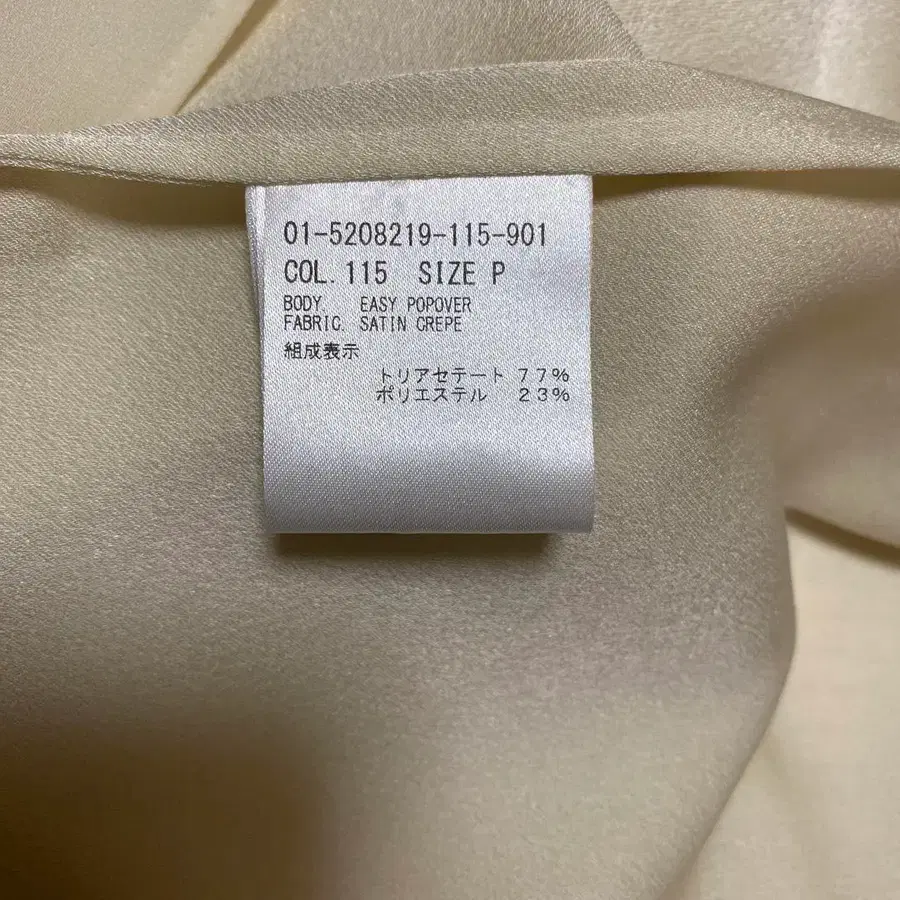 01-5208219-115-901
COL.115 SIZE P
BODY. EASY POPOVER
FABRIC. SATIN CREPE
組成表示
トリアセテート 77%
ポリエステル 23%